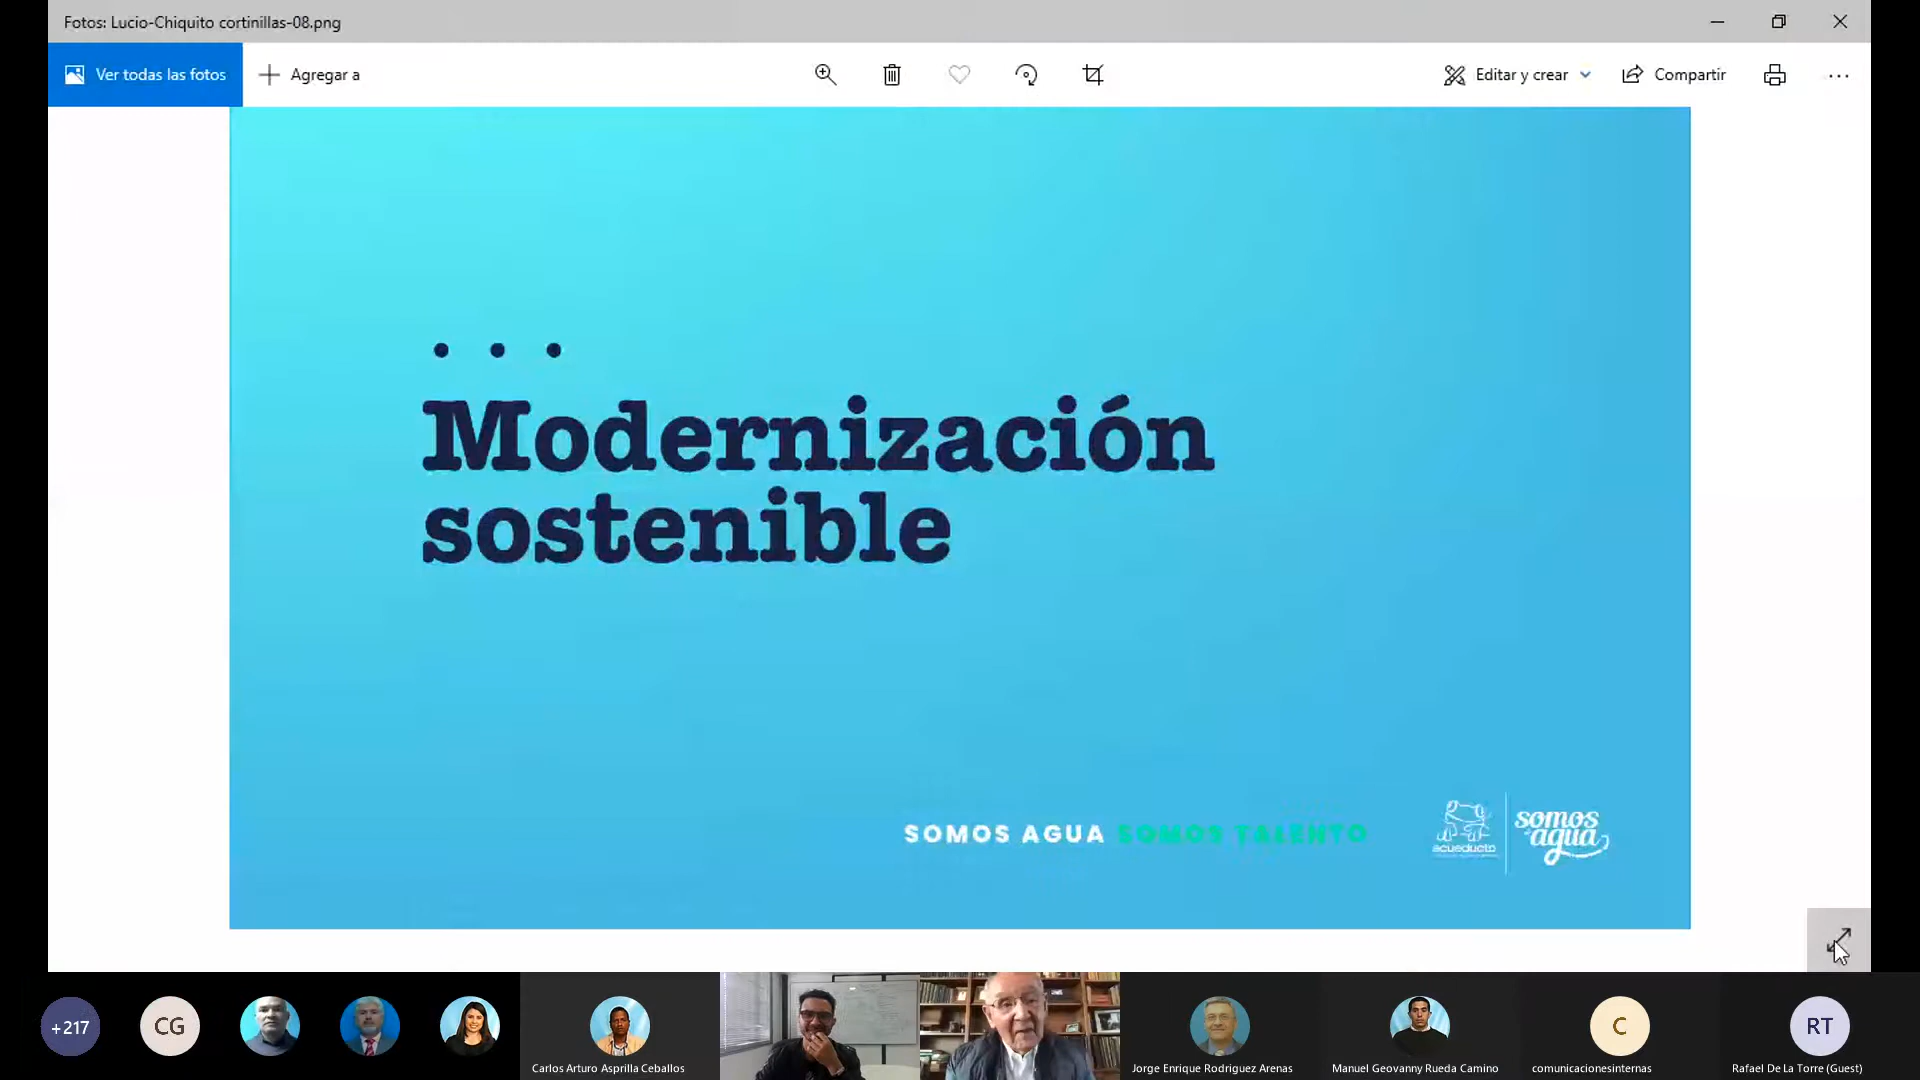 Fotos: Lucio-Chiquito cortinillas-08.png
Ver todas las fotos
Agregar a
Editar y crear
Compartir
Modernización
sostenible
SOMOS AGUA SOMOS TALENTO
acueducto
somos
agua
+217
CG
C
RT
Carlos Arturo Asprilla Ceballos
Jorge Enrique Rodriguez Arenas
Manuel Geovanny Rueda Camino
comunicacionesinternas
Rafael De La Torre (Guest)